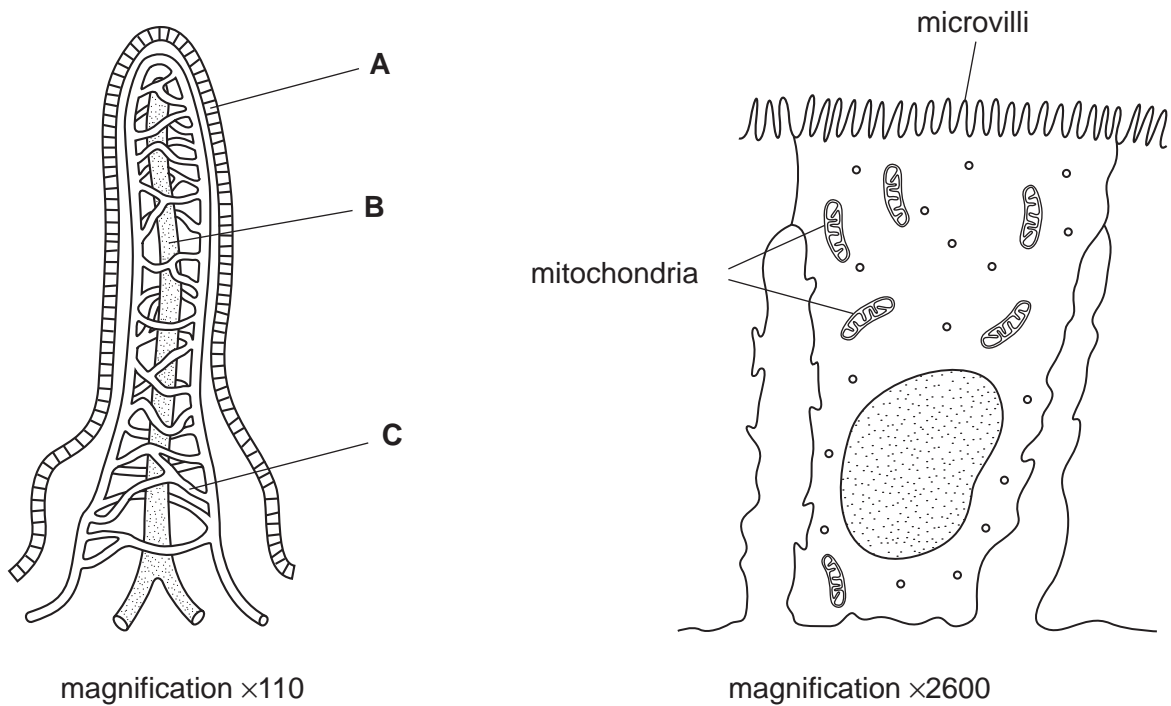 microvilli
A
B
mitochondria
C
magnification ×110
magnification ×2600